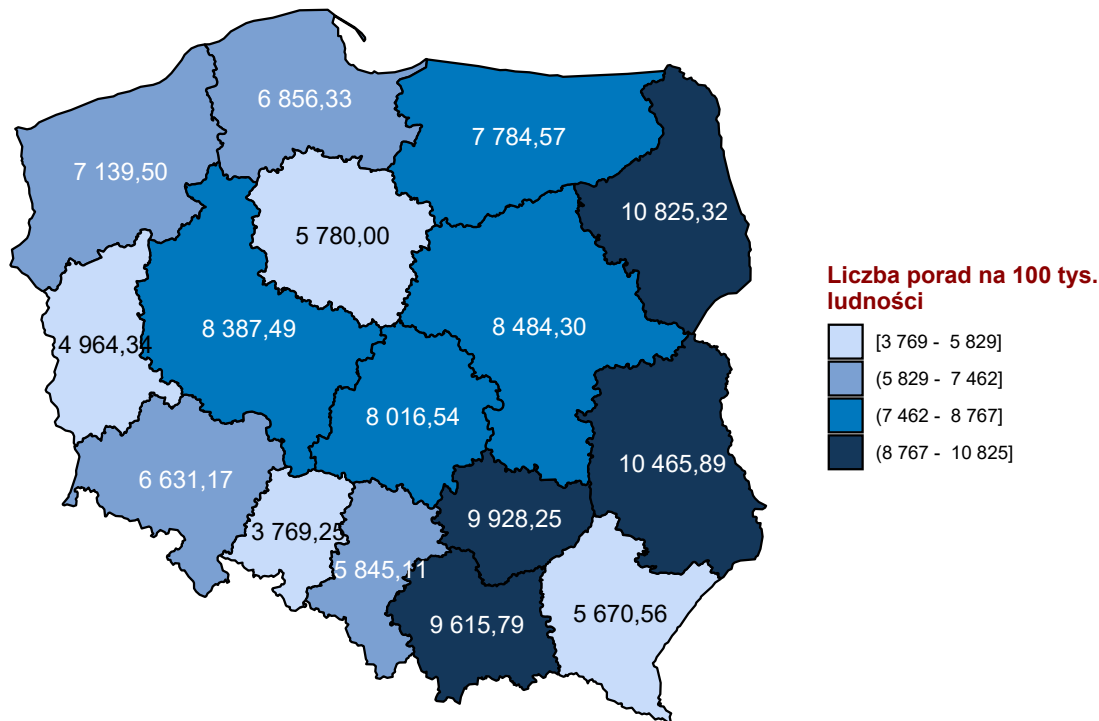 6 856,33
7 784,57
7 139,50
10 825,32
5 780,00
8 387,49
8 484,30
4 964,34
8 016,54
10 465,89
6 631,17
9 928,25
3 769,25
5 845,11
5 670,56
9 615,79
Liczba porad na 100 tys.
ludności
[3 769 - 5 829]
(5 829 - 7 462]
(7 462 - 8 767]
(8 767 - 10 825]